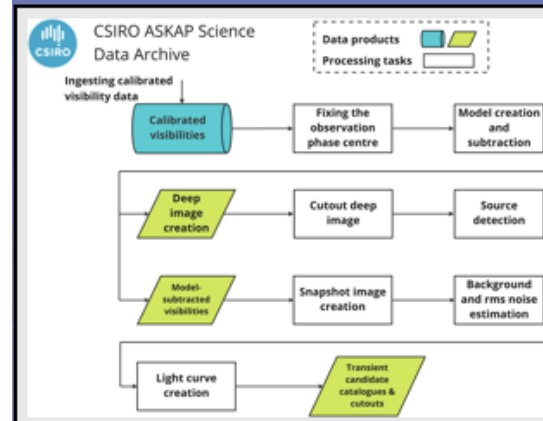 CSIRO
CSIRO ASKAP Science
Data Archive
Data products
Processing tasks
Ingesting calibrated
visibility data
Calibrated
visibilities
Fixing the
observation
phase centre
Model creation
and
subtraction
Deep
image
creation
Cutout deep
image
Source
detection
Model-
subtracted
visibilities
Snapshot image
creation
Background
and rms noise
estimation
Light curve
creation
Transient
candidate
catalogues &
cutouts